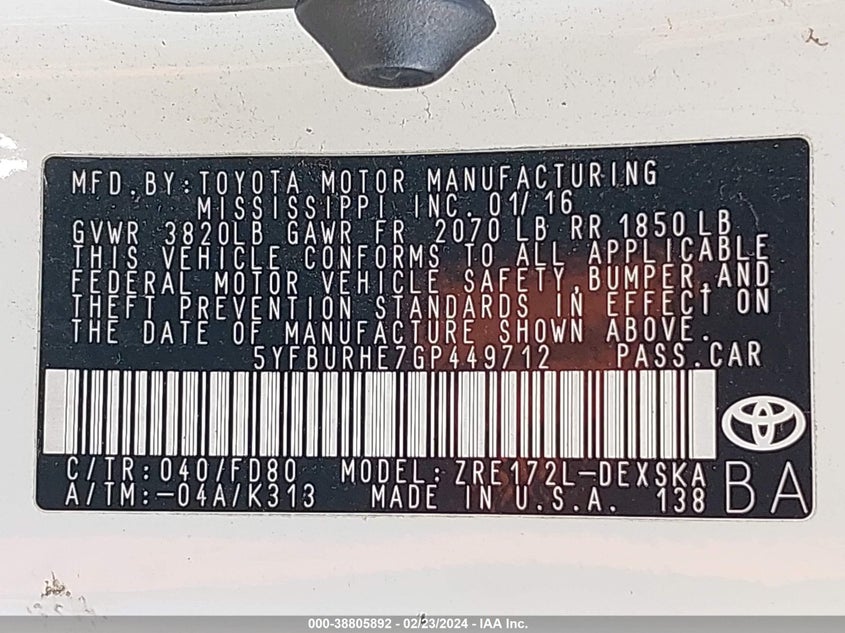 MFD.BY:TOYOTA MOTOR MANUFACTURING
MISSISSIPPI INC. 01/16
GVWR 3820LB GAWR FR 2070 LB RR 1850LB
THIS VEHICLE CONFORMS TO ALL APPLICABLE
FEDERAL MOTOR VEHICLE SAFETY,BUMPER,AND
THEFT PREVENTION STANDARDS IN EFFECT ON
THE DATE OF MANUFACTURE SHOWN ABOVE.
5YFBURHE7GP449712 PASS.CAR
C/TR:040/FD80 MODEL:ZRE172L-DEXSKA
A/TM:-04A/K313 MADE IN U.S.A. 138
BA
000-38805892 - 02/23/2024 - IAA Inc.